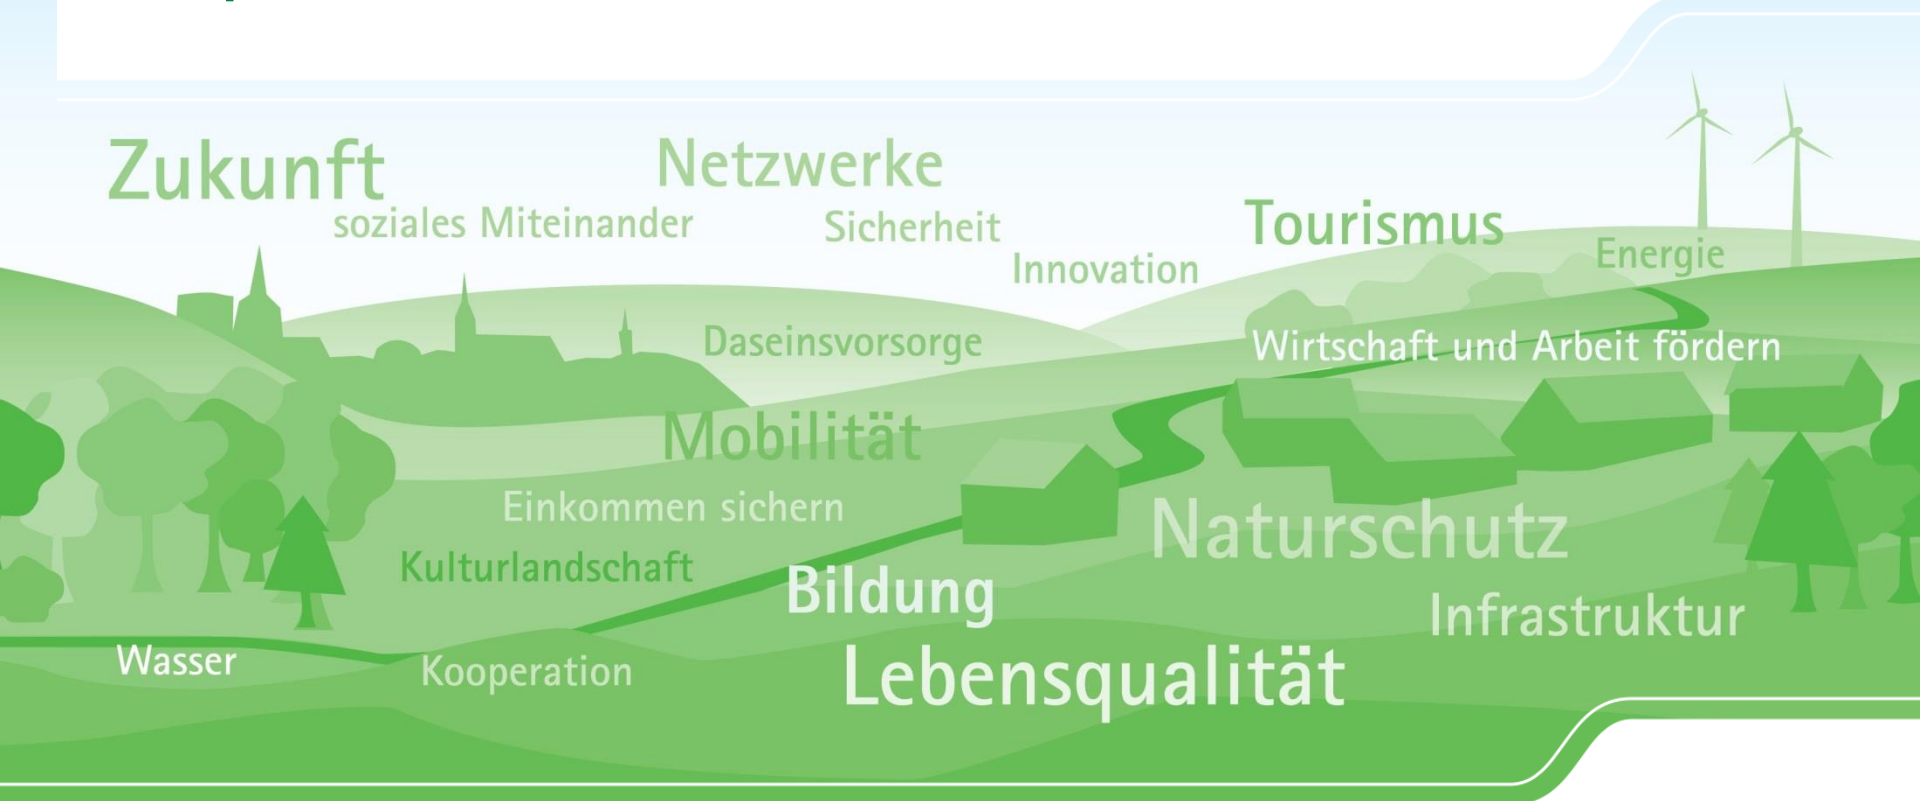 Zukunft
Netzwerke
soziales Miteinander
Sicherheit
Tourismus
Innovation
Energie
Daseinsvorsorge
Wirtschaft und Arbeit fördern
Mobilität
Einkommen sichern
Naturschutz
Kulturlandschaft
Bildung
Infrastruktur
Wasser
Kooperation
Lebensqualität